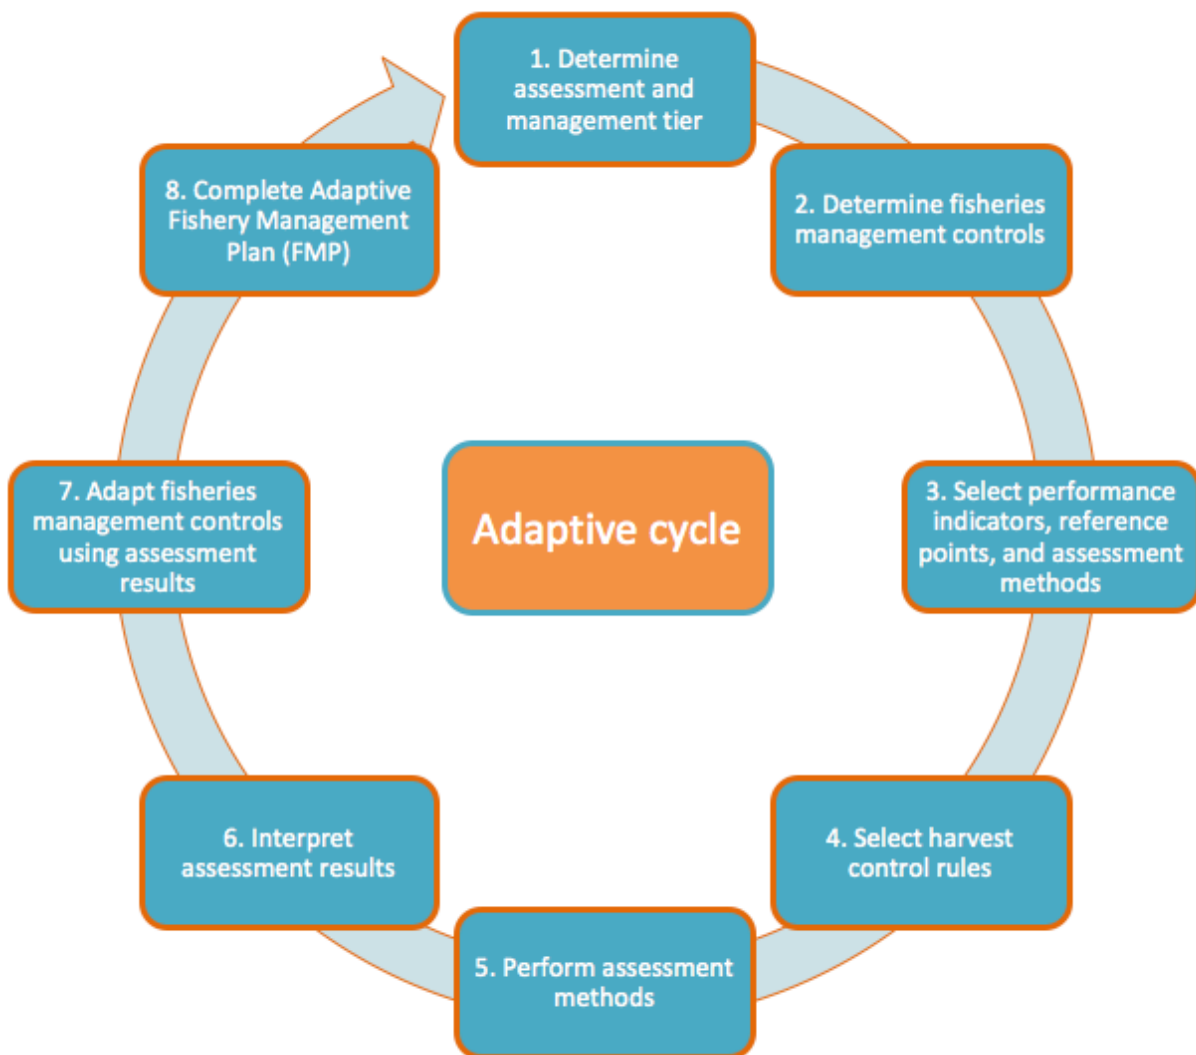 1. Determine
assessment and
management tier
2. Determine fisheries
management controls
3. Select performance
indicators, reference
points, and assessment
methods
4. Select harvest
control rules
5. Perform assessment
methods
6. Interpret
assessment results
7. Adapt fisheries
management controls
using assessment
results
8. Complete Adaptive
Fishery Management
Plan (FMP)
Adaptive cycle